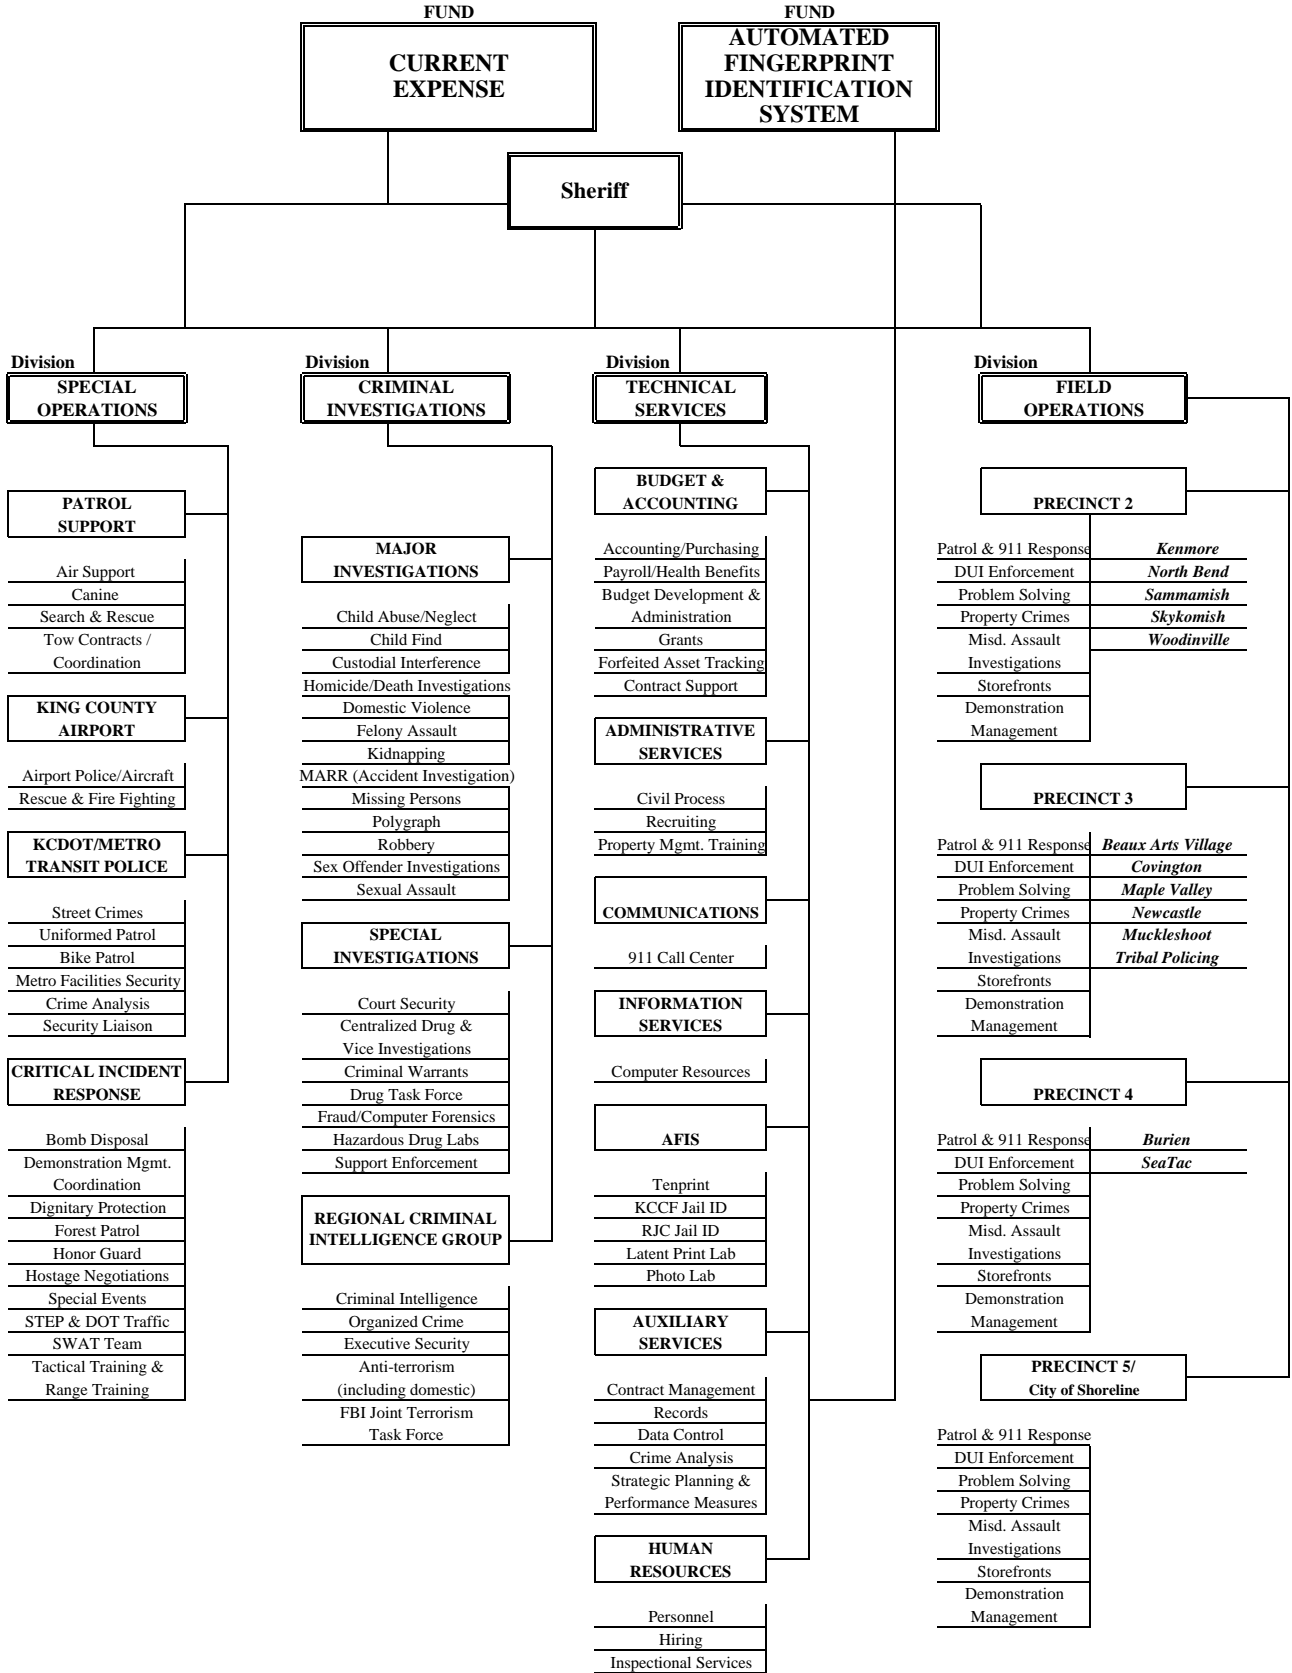 FUND
CURRENT
EXPENSE
FUND
AUTOMATED
FINGERPRINT
IDENTIFICATION
SYSTEM
Sheriff
Division
SPECIAL
OPERATIONS
PATROL
SUPPORT
Air Support
Canine
Search & Rescue
Tow Contracts /
Coordination
KING COUNTY
AIRPORT
Airport Police/Aircraft
Rescue & Fire Fighting
KCDOT/METRO
TRANSIT POLICE
Street Crimes
Uniformed Patrol
Bike Patrol
Metro Facilities Security
Crime Analysis
Security Liaison
CRITICAL INCIDENT
RESPONSE
Bomb Disposal
Demonstration Mgmt.
Coordination
Dignitary Protection
Forest Patrol
Honor Guard
Hostage Negotiations
Special Events
STEP & DOT Traffic
SWAT Team
Tactical Training &
Range Training
Division
CRIMINAL
INVESTIGATIONS
MAJOR
INVESTIGATIONS
Child Abuse/Neglect
Child Find
Custodial Interference
Homicide/Death Investigations
Domestic Violence
Felony Assault
Kidnapping
MARR (Accident Investigation)
Missing Persons
Polygraph
Robbery
Sex Offender Investigations
Sexual Assault
SPECIAL
INVESTIGATIONS
Court Security
Centralized Drug &
Vice Investigations
Criminal Warrants
Drug Task Force
Fraud/Computer Forensics
Hazardous Drug Labs
Support Enforcement
REGIONAL CRIMINAL
INTELLIGENCE GROUP
Criminal Intelligence
Organized Crime
Executive Security
Anti-terrorism
(including domestic)
FBI Joint Terrorism
Task Force
Division
TECHNICAL
SERVICES
BUDGET &
ACCOUNTING
Accounting/Purchasing
Payroll/Health Benefits
Budget Development &
Administration
Grants
Forfeited Asset Tracking
Contract Support
ADMINISTRATIVE
SERVICES
Civil Process
Recruiting
Property Mgmt. Training
COMMUNICATIONS
911 Call Center
INFORMATION
SERVICES
Computer Resources
AFIS
Tenprint
KCCF Jail ID
RJC Jail ID
Latent Print Lab
Photo Lab
AUXILIARY
SERVICES
Contract Management
Records
Data Control
Crime Analysis
Strategic Planning &
Performance Measures
HUMAN
RESOURCES
Personnel
Hiring
Inspectional Services
Division
FIELD
OPERATIONS
PRECINCT 2
Patrol & 911 Response
DUI Enforcement
Problem Solving
Property Crimes
Misd. Assault
Investigations
Storefronts
Demonstration
Management
Kenmore
North Bend
Sammamish
Skykomish
Woodinville
PRECINCT 3
Patrol & 911 Response
DUI Enforcement
Problem Solving
Property Crimes
Misd. Assault
Investigations
Storefronts
Demonstration
Management
Beaux Arts Village
Covington
Maple Valley
Newcastle
Muckleshoot
Tribal Policing
PRECINCT 4
Patrol & 911 Response
DUI Enforcement
Problem Solving
Property Crimes
Misd. Assault
Investigations
Storefronts
Demonstration
Management
Burien
SeaTac
PRECINCT 5/
City of Shoreline
Patrol & 911 Response
DUI Enforcement
Problem Solving
Property Crimes
Misd. Assault
Investigations
Storefronts
Demonstration
Management